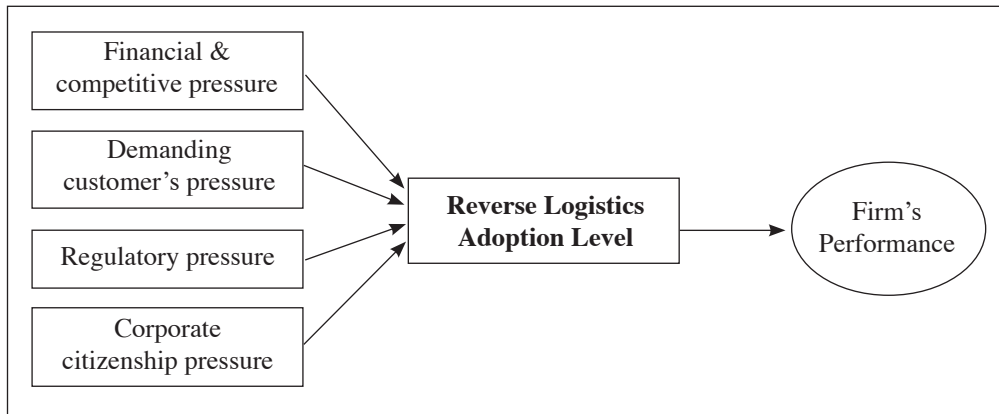 Financial &
competitive pressure
Demanding
customer’s pressure
Regulatory pressure
Corporate
citizenship pressure
Reverse Logistics
Adoption Level
Firm’s
Performance